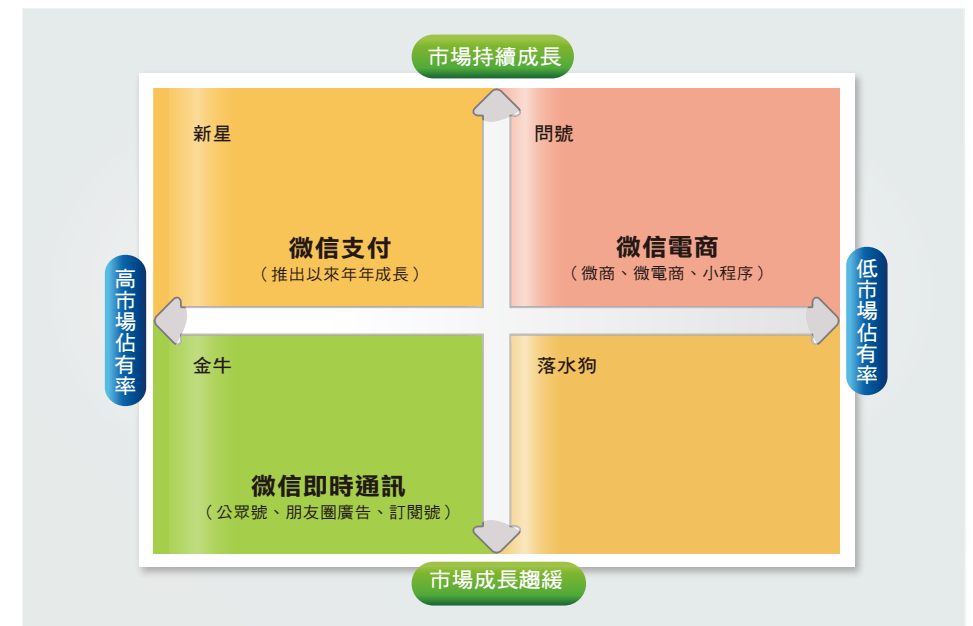 市場持續成長
新星
微信支付
（推出以來年年成長）
問號
微信電商
（微商、微電商、小程序）
高市場佔有率
低市場佔有率
金牛
微信即時通訊
（公眾號、朋友圈廣告、訂閱號）
落水狗
市場成長趨緩